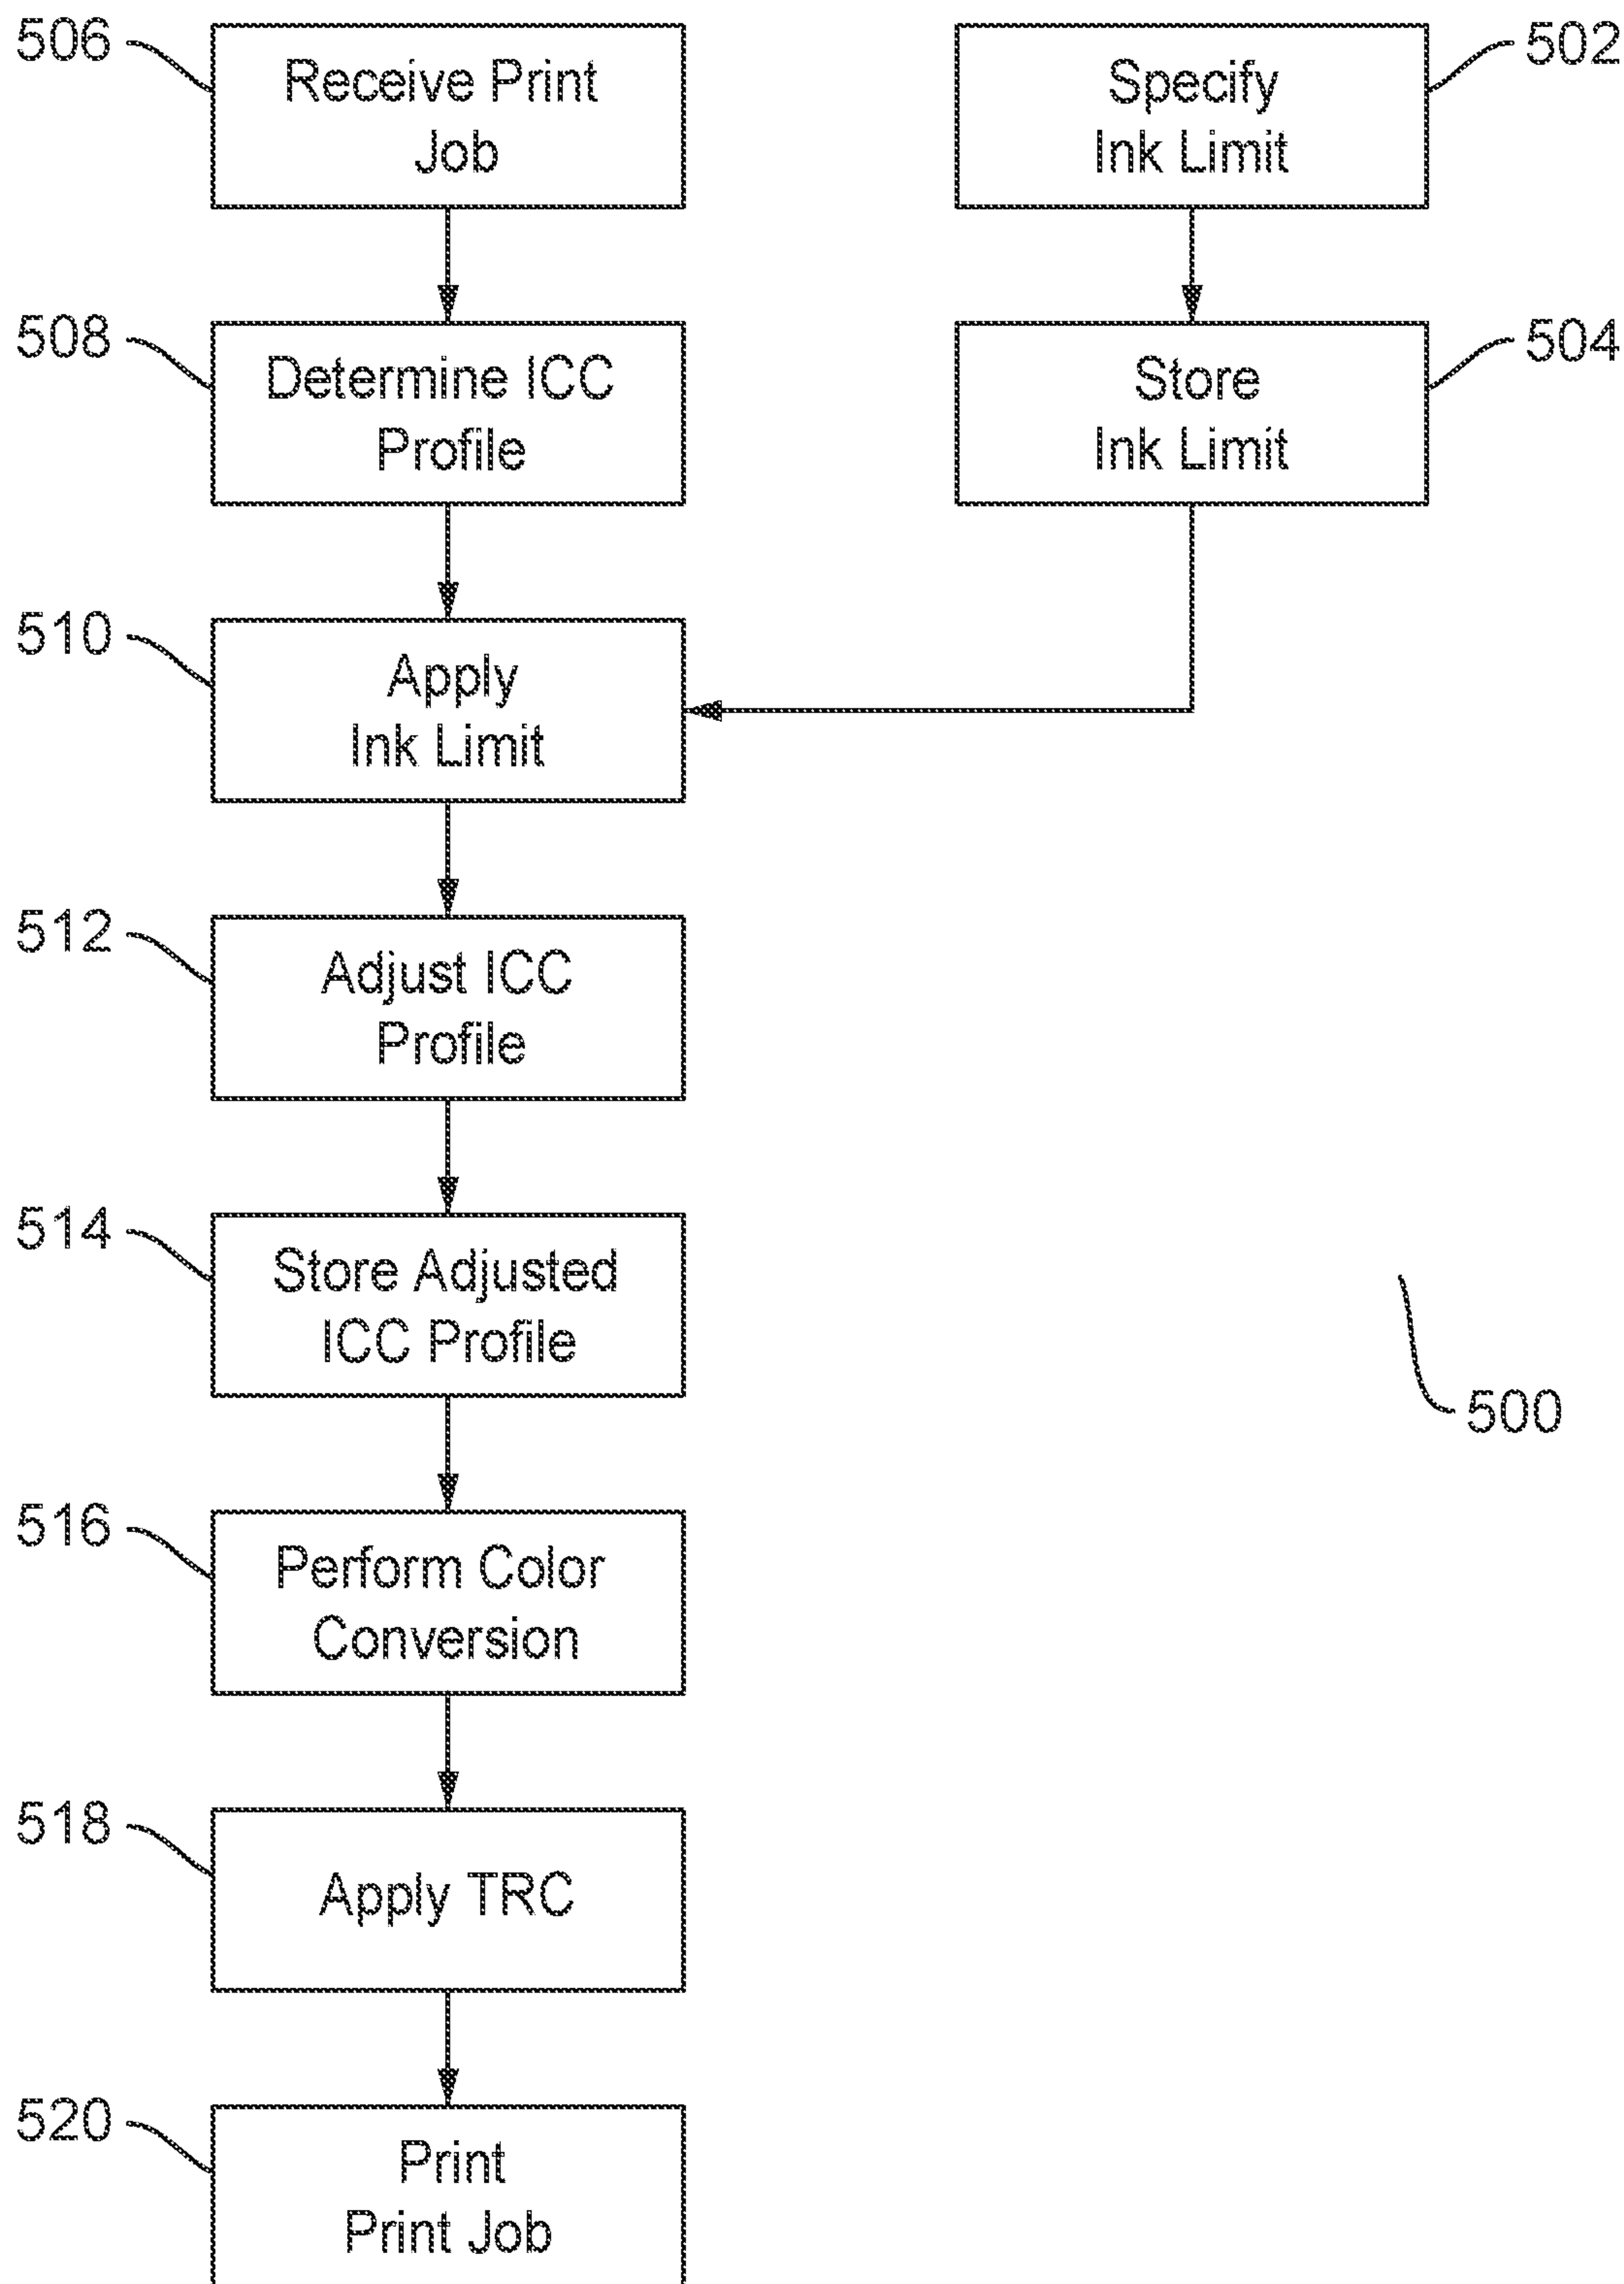 506
Receive Print
Job
Specify
Ink Limit
502
508
Determine ICC
Profile
Store
Ink Limit
504
510
Apply
Ink Limit
512
Adjust ICC
Profile
514
Store Adjusted
ICC Profile
500
516
Perform Color
Conversion
518
Apply TRC
520
Print
Print Job